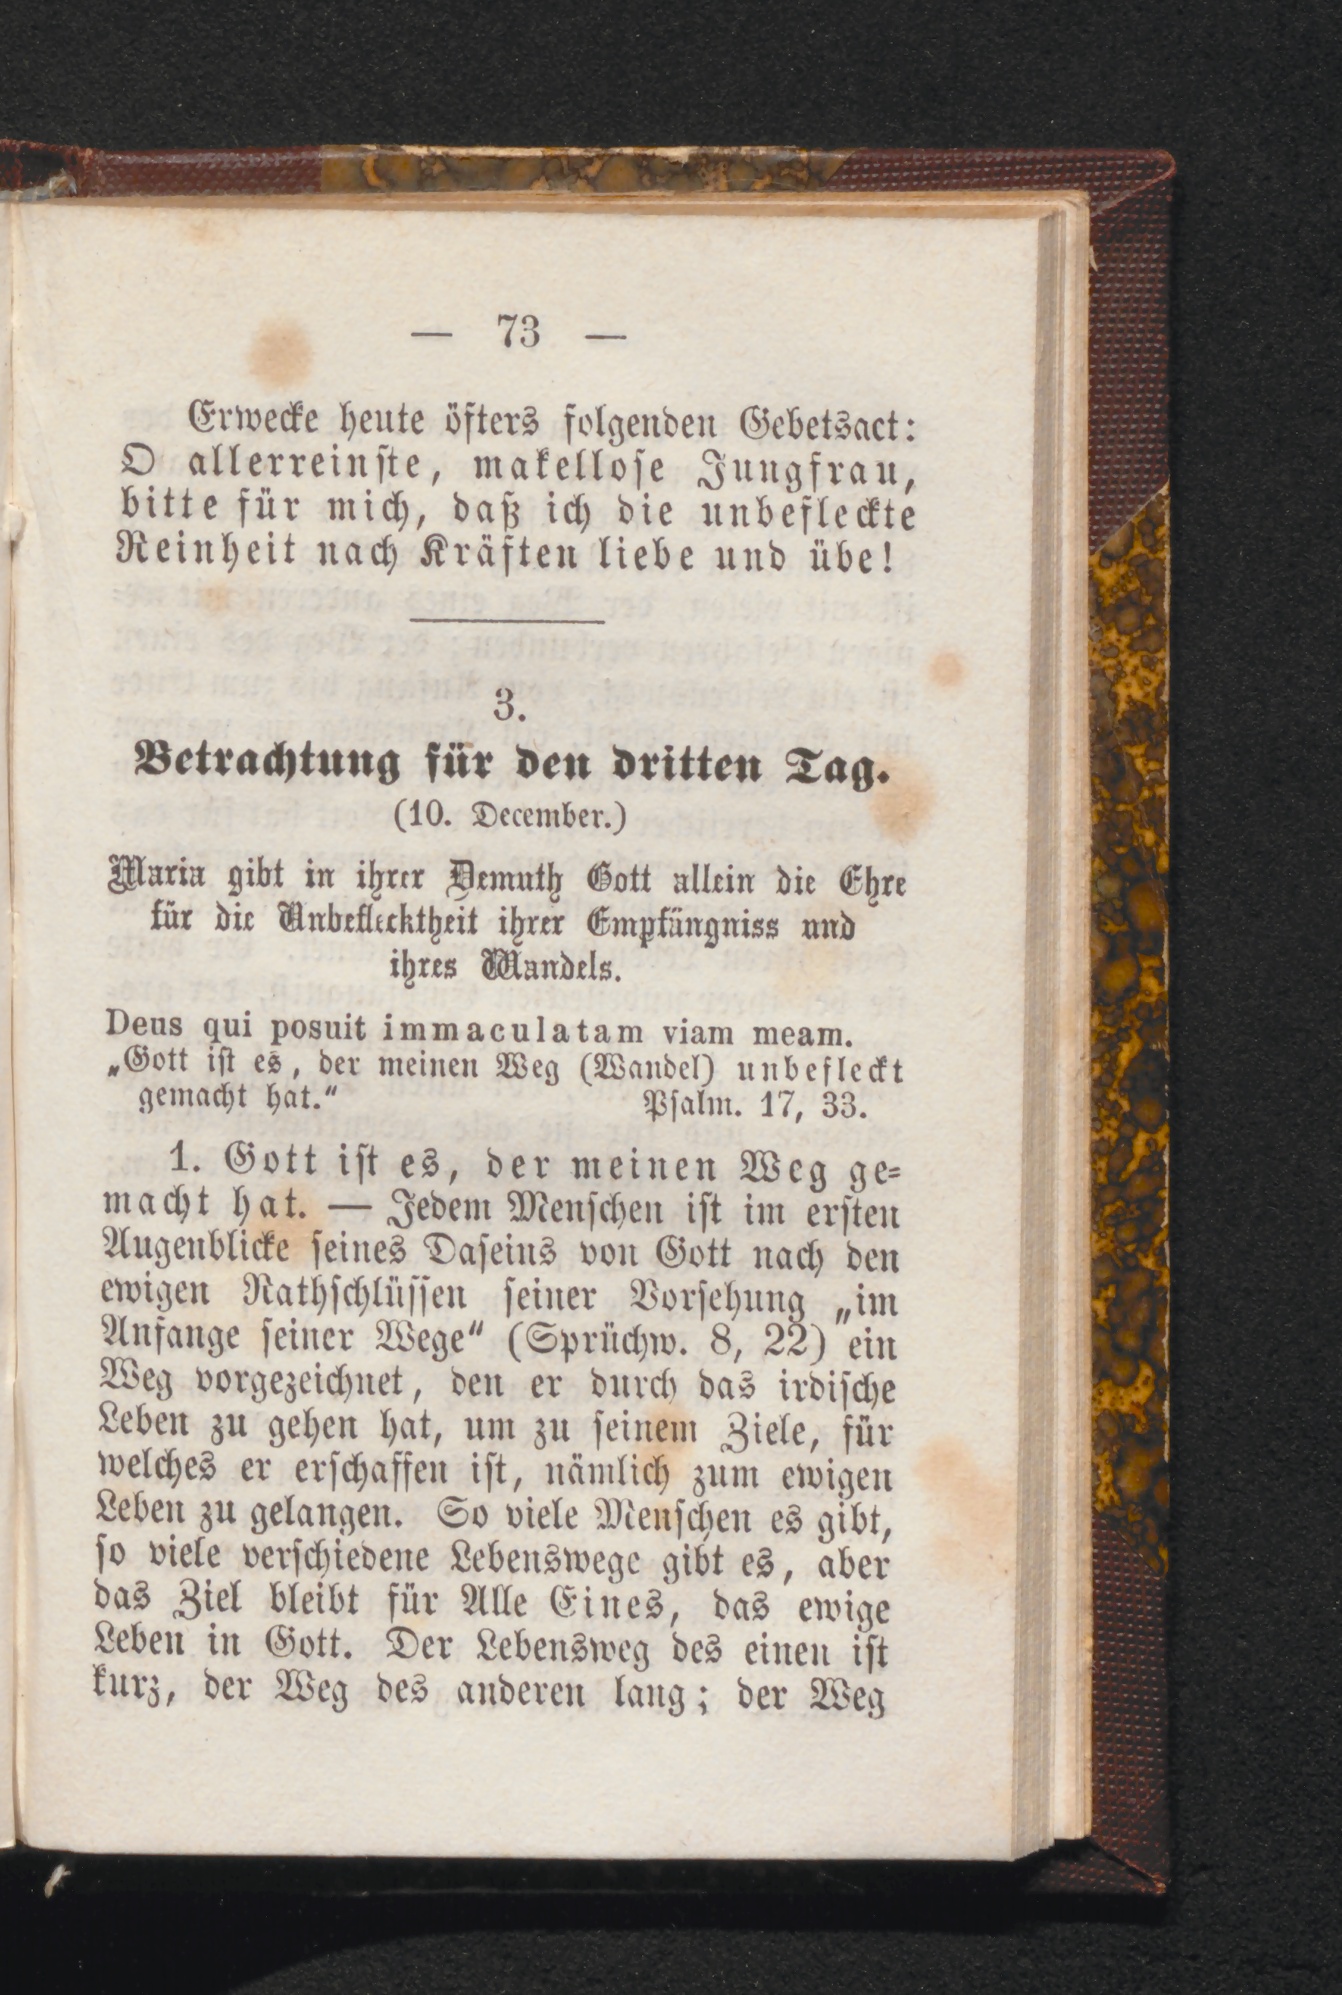 — 73 —
Erwecke heute öfters folgenden Gebetsact:
O allerreinſte, makelloſe Jungfrau,
bitte für mich, daß ich die unbefleckte
Reinheit nach Kräften liebe und übe!
3.
Betrachtung für den dritten Tag.
(10. December.)
Maria gibt in ihrer Demuth Gott allein die Ehre
für die Unbeflecktheit ihrer Empfängniss und
ihres Wandels.
Deus qui posuit immaculatam viam meam.
„Gott iſt es, der meinen Weg (Wandel) unbefleckt
gemacht hat.“ Pſalm. 17, 33.
1. Gott iſt es, der meinen Weg ge⸗
macht hat. — Jedem Menſchen iſt im erſten
Augenblicke ſeines Daſeins von Gott nach den
ewigen Rathſchlüſſen ſeiner Vorſehung „im
Anfange ſeiner Wege“ (Sprüchw. 8, 22) ein
Weg vorgezeichnet, den er durch das irdiſche
Leben zu gehen hat, um zu ſeinem Ziele, für
welches er erſchaffen iſt, nämlich zum ewigen
Leben zu gelangen. So viele Menſchen es gibt,
ſo viele verſchiedene Lebenswege gibt es, aber
das Ziel bleibt für Alle Eines, das ewige
Leben in Gott. Der Lebensweg des einen iſt
kurz, der Weg des anderen lang; der Weg